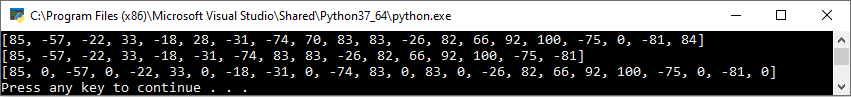 C:\Program Files (x86)\Microsoft Visual Studio\Shared\Python37_64\python.exe
[85, -57, -22, 33, -18, 28, -31, -74, 70, 83, 83, -26, 82, 66, 92, 100, -75, 0, -81, 84]
[85, -57, -22, 33, -18, -31, -74, 83, 83, -26, 82, 66, 92, 100, -75, -81]
[85, 0, -57, 0, -22, 33, 0, -18, -31, 0, -74, 83, 0, 83, 0, -26, 82, 66, 92, 100, -75, 0, -81, 0]
Press any key to continue . . .